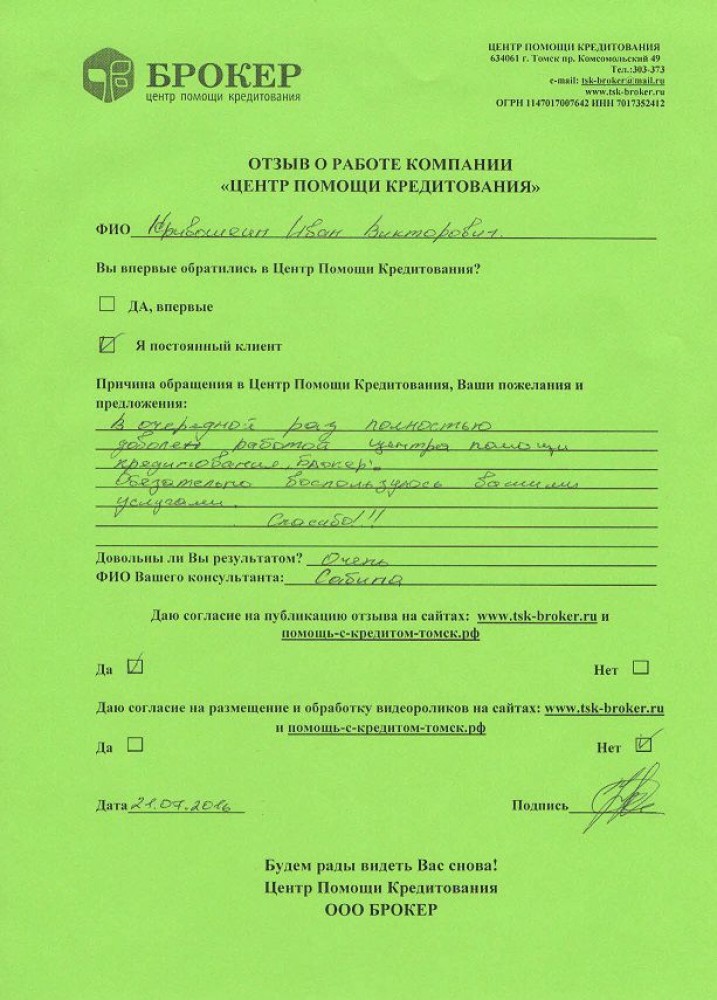 БРОКЕР
центр помощи кредитования
ЦЕНТР ПОМОЩИ КРЕДИТОВАНИЯ
634061 г. Томск пр. Комсомольский 49
Тел.:303-373
e-mail: tsk-broker@mail.ru
www.tsk-broker.ru
ОГРН 1147017007642 ИНН 7017352412
ОТЗЫВ О РАБОТЕ КОМПАНИИ
«ЦЕНТР ПОМОЩИ КРЕДИТОВАНИЯ»
ФИО Кривошеин Иван Викторович.
Вы впервые обратились в Центр Помощи Кредитования?
ДА, впервые
Я постоянный клиент
Причина обращения в Центр Помощи Кредитования, Ваши пожелания и
предложения:
В очередной раз полностью
доволен работой центра помощи
кредитования „Брокер".
Обезательно воспользуюсь вашими
услугами.
Спасибо!!!
Довольны ли Вы результатом? Очень
ФИО Вашего консультанта: Сабина
Даю согласие на публикацию отзыва на сайтах: www.tsk-broker.ru и
помощь-с-кредитом-томск.рф
Да Нет
Даю согласие на размещение и обработку видеороликов на сайтах: www.tsk-broker.ru
и помощь-с-кредитом-томск.рф
Да Нет
Дата 21.07.2016 Подпись
Будем рады видеть Вас снова!
Центр Помощи Кредитования
ООО БРОКЕР